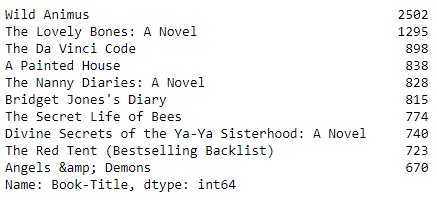 Wild Animus 2502
The Lovely Bones: A Novel 1295
The Da Vinci Code 898
A Painted House 838
The Nanny Diaries: A Novel 828
Bridget Jones's Diary 815
The Secret Life of Bees 774
Divine Secrets of the Ya-Ya Sisterhood: A Novel 740
The Red Tent (Bestselling Backlist) 723
Angels &amp; Demons 670
Name: Book-Title, dtype: int64